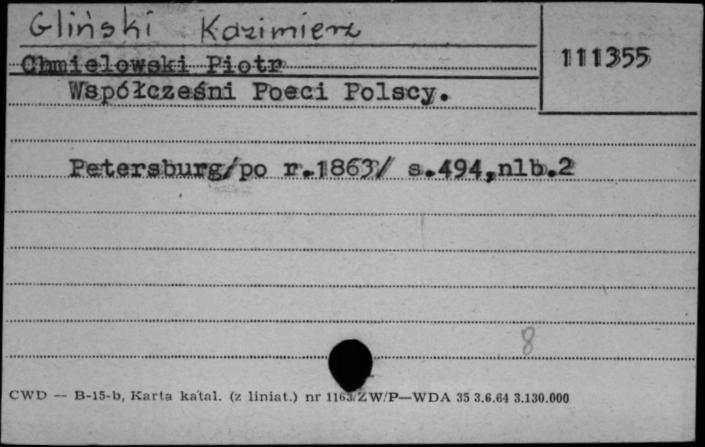 Gliński Kazimierz
111355
Chmielowski Piotr
Współcześni Poeci Polscy.
Petersburg/po r.1863/ s.494,nlb.2
8
CWD — B-15-b, Karta katal. (z liniat.) nr 1163/ZW/P—WDA 35 3.6.64 3.130.000